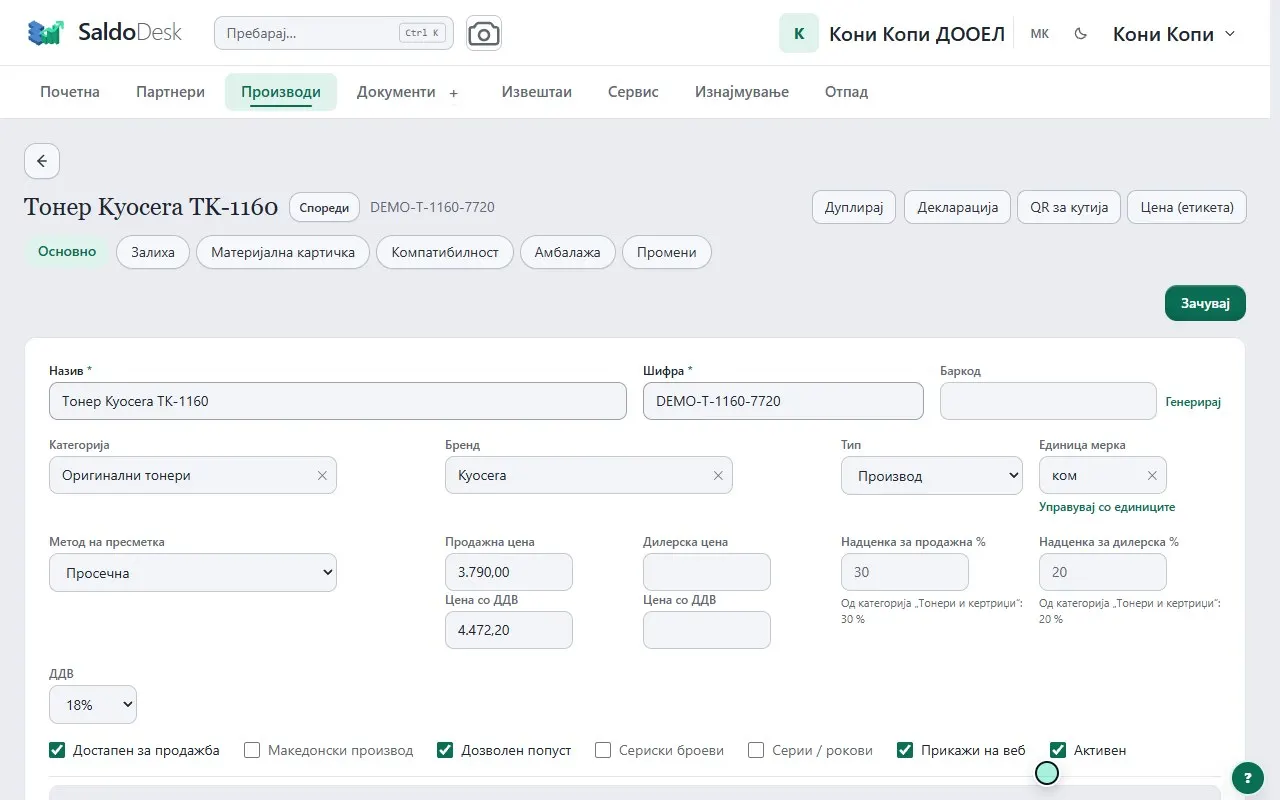 SaldoDesk
Пребарај...
Ctrl K
К
Кони Копи ДООЕЛ
МК
Кони Копи
Почетна
Партнери
Производи
Документи +
Извештаи
Сервис
Изнајмување
Отпад
Тонер Kyocera TK-1160
Спореди
DEMO-T-1160-7720
Дуплирај
Декларација
QR за кутија
Цена (етикета)
Основно
Залиха
Материјална картичка
Компатибилност
Амбалажа
Промени
Зачувај
Назив *
Шифра *
Баркод
Тонер Kyocera TK-1160
DEMO-T-1160-7720
Генерирај
Категорија
Бренд
Тип
Единица мерка
Оригинални тонери
Kyocera
Производ
ком
Управувај со единиците
Метод на пресметка
Продажна цена
Дилерска цена
Надценка за продажна %
Надценка за дилерска %
Просечна
3.790,00
30
20
Цена со ДДВ
Цена со ДДВ
Од категорија „Тонери и кертриџи“:
30 %
Од категорија „Тонери и кертриџи“:
20 %
4.472,20
ДДВ
18%
Достапен за продажба
Македонски производ
Дозволен попуст
Сериски броеви
Серии / рокови
Прикажи на веб
Активен
?